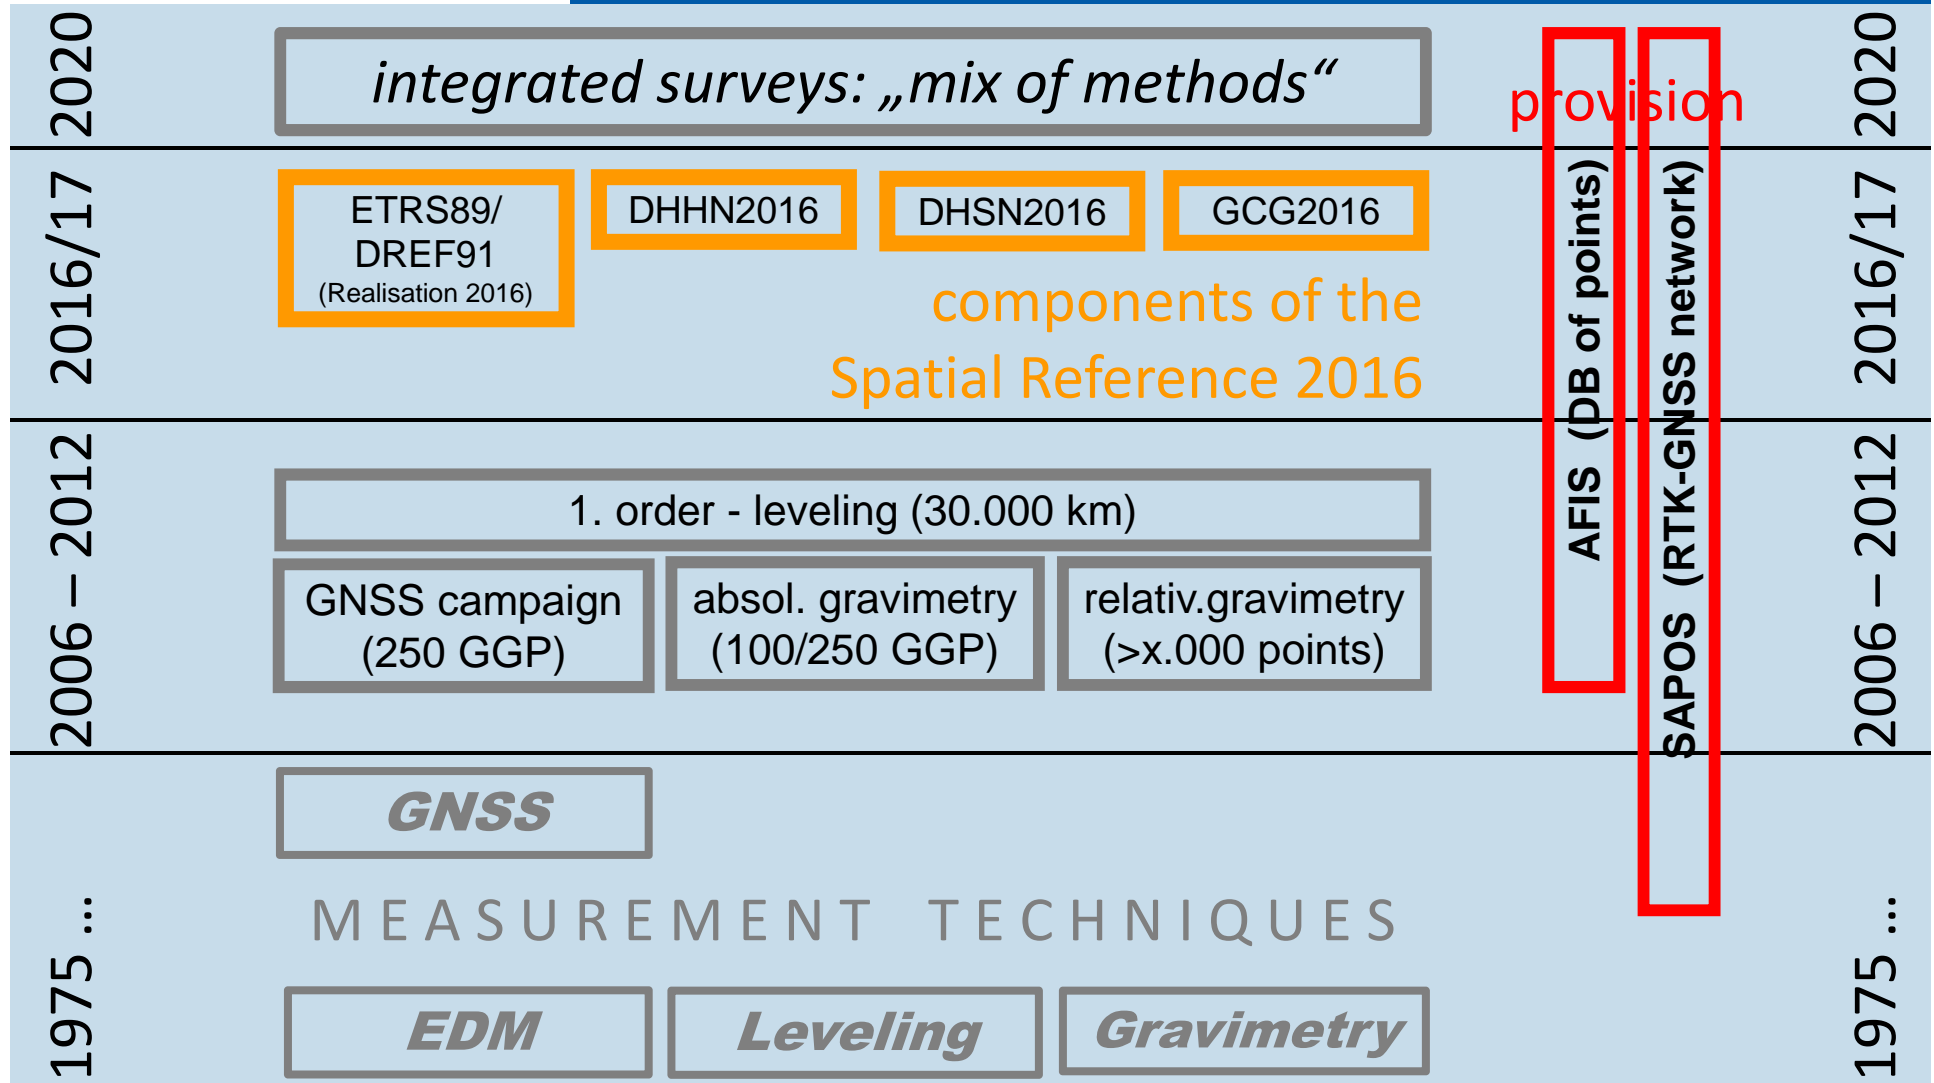 2020
integrated surveys: „mix of methods“
provision
2020
2016/17
ETRS89/
DREF91
(Realisation 2016)
DHHN2016
DHSN2016
GCG2016
components of the
Spatial Reference 2016
AFIS (DB of points)
SAPOS (RTK-GNSS network)
2016/17
2006 – 2012
1. order - leveling (30.000 km)
GNSS campaign
(250 GGP)
absol. gravimetry
(100/250 GGP)
relativ.gravimetry
(>x.000 points)
2006 – 2012
1975 ...
GNSS
MEASUREMENT TECHNIQUES
EDM
Leveling
Gravimetry
1975 ...